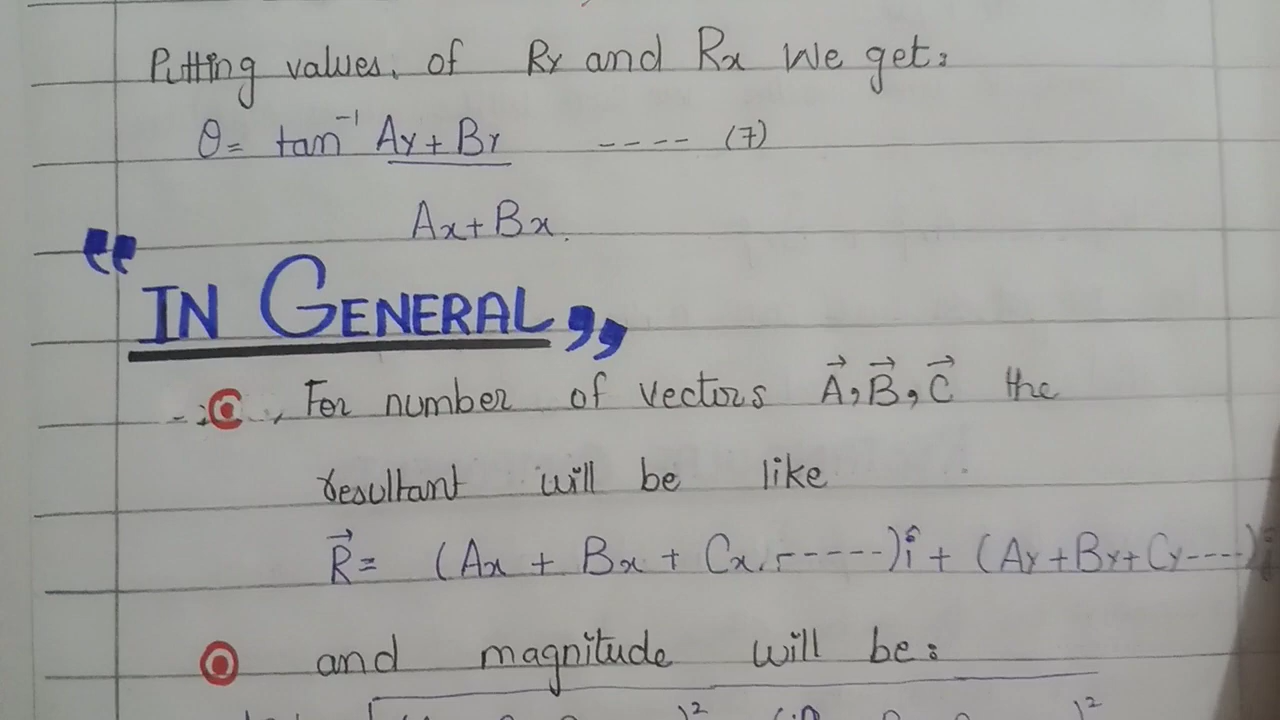 Putting values. of Ry and Rx We get:
θ= tan⁻¹ Ay + By ---- (7)
Ax + Bx.
“IN GENERAL„
For number of vectors A⃗, B⃗, C⃗ the
resultant will be like
R⃗ = (Ax + Bx + Cx.-----)î + (Ay+By+Cy----)
and magnitude will be: